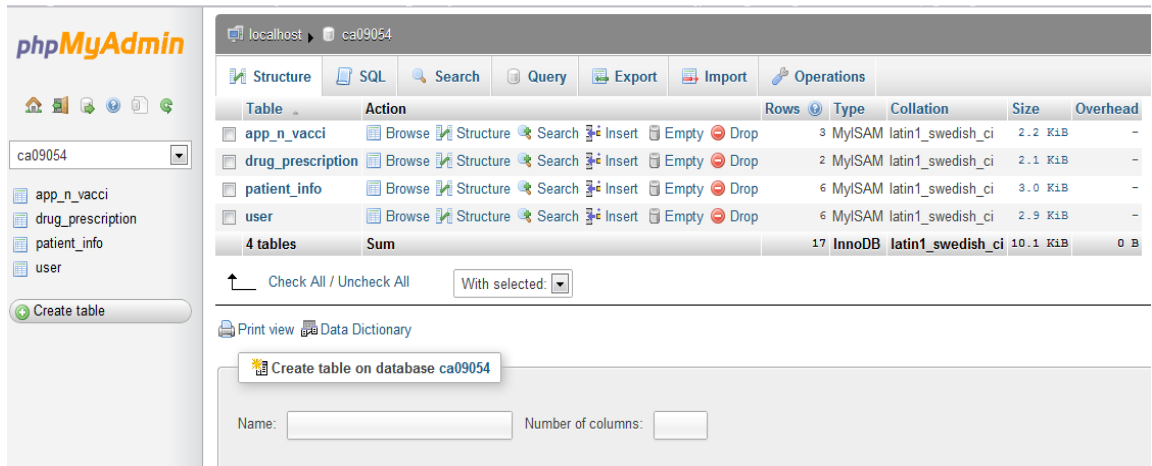 phpMyAdmin
ca09054
app_n_vacci
drug_prescription
patient_info
user
Create table
localhost ca09054
Structure SQL Search Query Export Import Operations
Table Action Rows Type Collation Size Overhead
app_n_vacci Browse Structure Search Insert Empty Drop 3 MyISAM latin1_swedish_ci 2.2 KiB -
drug_prescription Browse Structure Search Insert Empty Drop 2 MyISAM latin1_swedish_ci 2.1 KiB -
patient_info Browse Structure Search Insert Empty Drop 6 MyISAM latin1_swedish_ci 3.0 KiB -
user Browse Structure Search Insert Empty Drop 6 MyISAM latin1_swedish_ci 2.9 KiB -
4 tables Sum 17 InnoDB latin1_swedish_ci 10.1 KiB 0 B
Check All / Uncheck All With selected:
Print view Data Dictionary
Create table on database ca09054
Name: Number of columns: